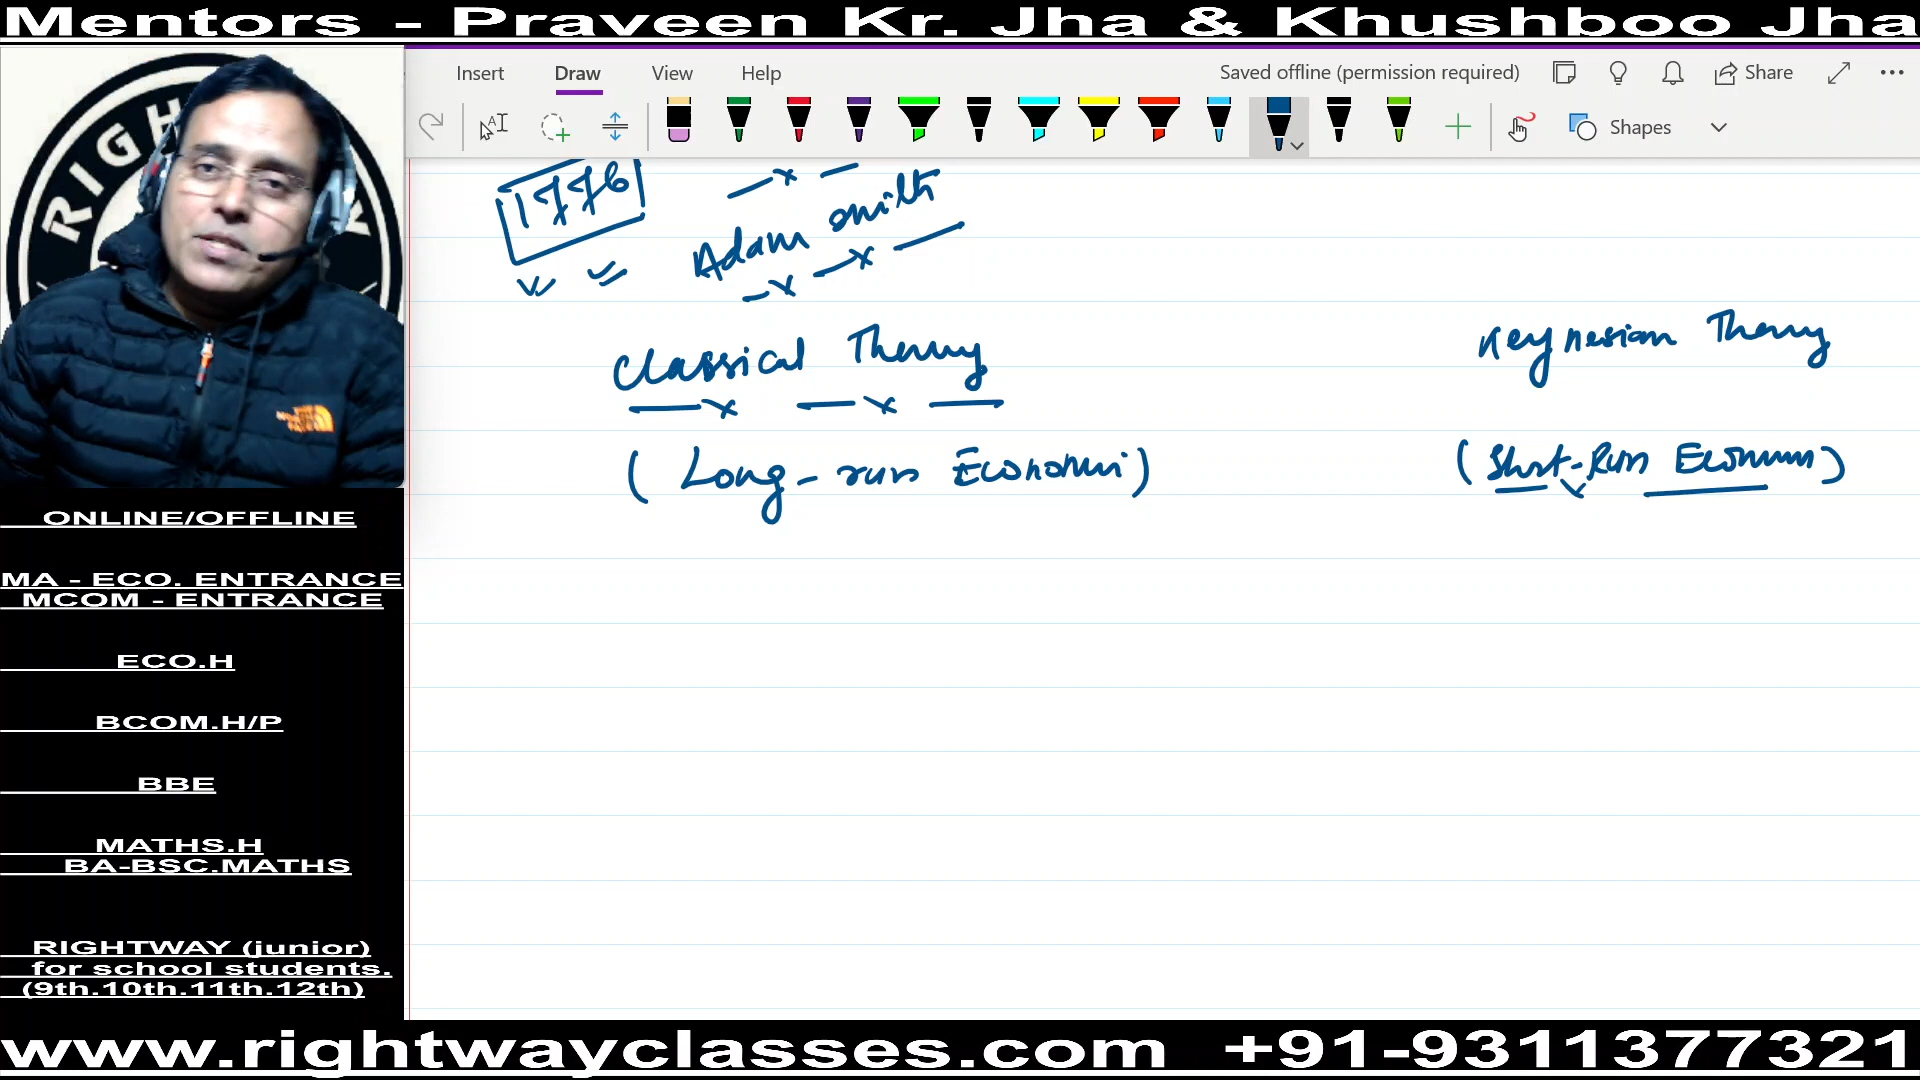 Mentors - Praveen Kr. Jha & Khushboo Jha
RIGH
Y
Insert Draw View Help Saved offline (permission required) Share
Shapes
1776
Adam smith
Classical Theory
Keynesian Theory
( Long - run Economi )
( Short - Run Econom )
ONLINE/OFFLINE
MA - ECO. ENTRANCE
MCOM - ENTRANCE
ECO.H
BCOM.H/P
BBE
MATHS.H
BA-BSC.MATHS
RIGHTWAY (junior)
for school students.
(9th.10th.11th.12th)
www.rightwayclasses.com +91-9311377321